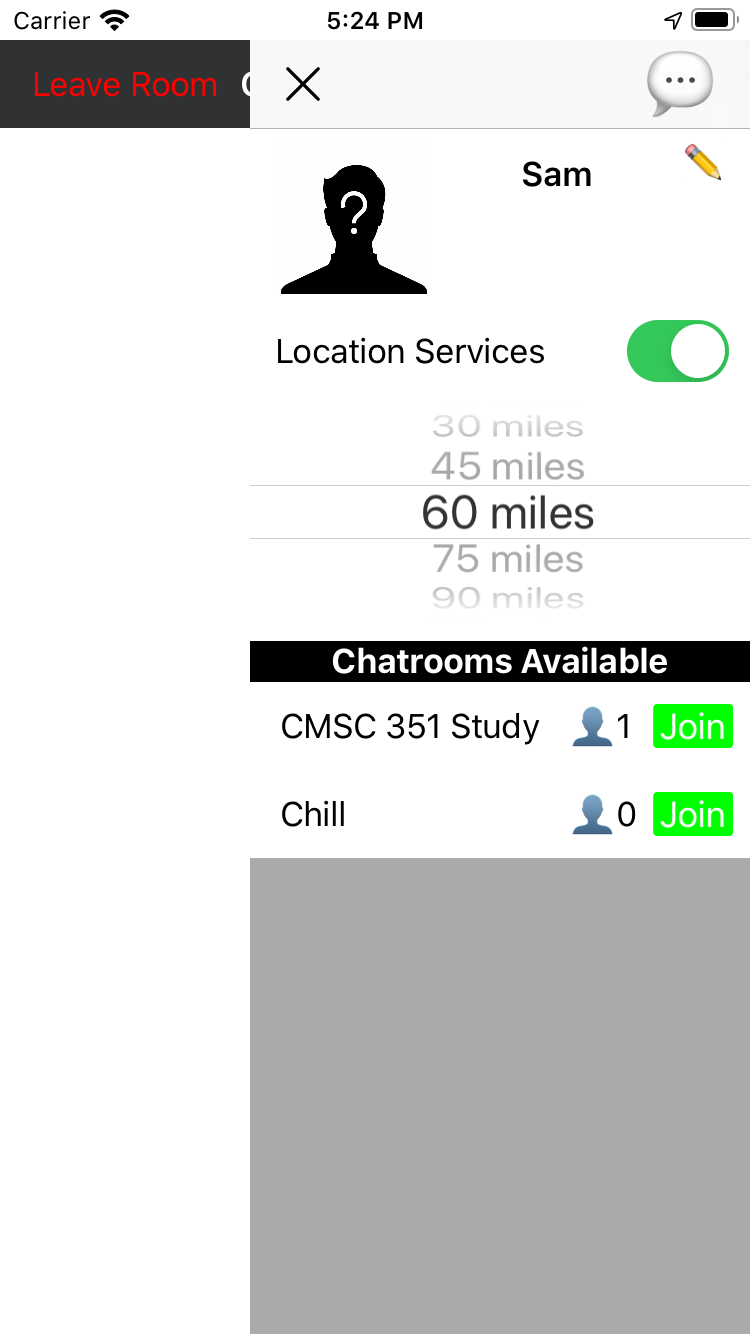 Carrier 5:24 PM
Leave Room
Sam
?
Location Services
30 miles
45 miles
60 miles
75 miles
90 miles
Chatrooms Available
CMSC 351 Study 1 Join
Chill 0 Join